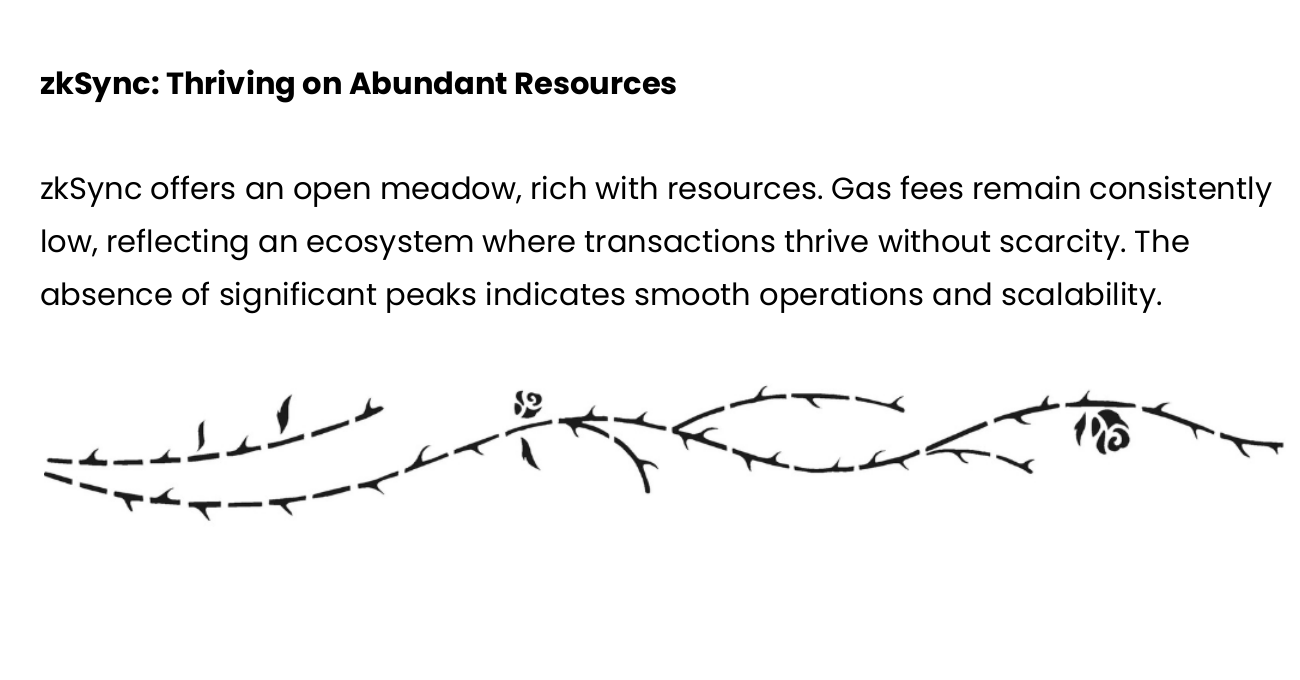 zkSync: Thriving on Abundant Resources
zkSync offers an open meadow, rich with resources. Gas fees remain consistently
low, reflecting an ecosystem where transactions thrive without scarcity. The
absence of significant peaks indicates smooth operations and scalability.